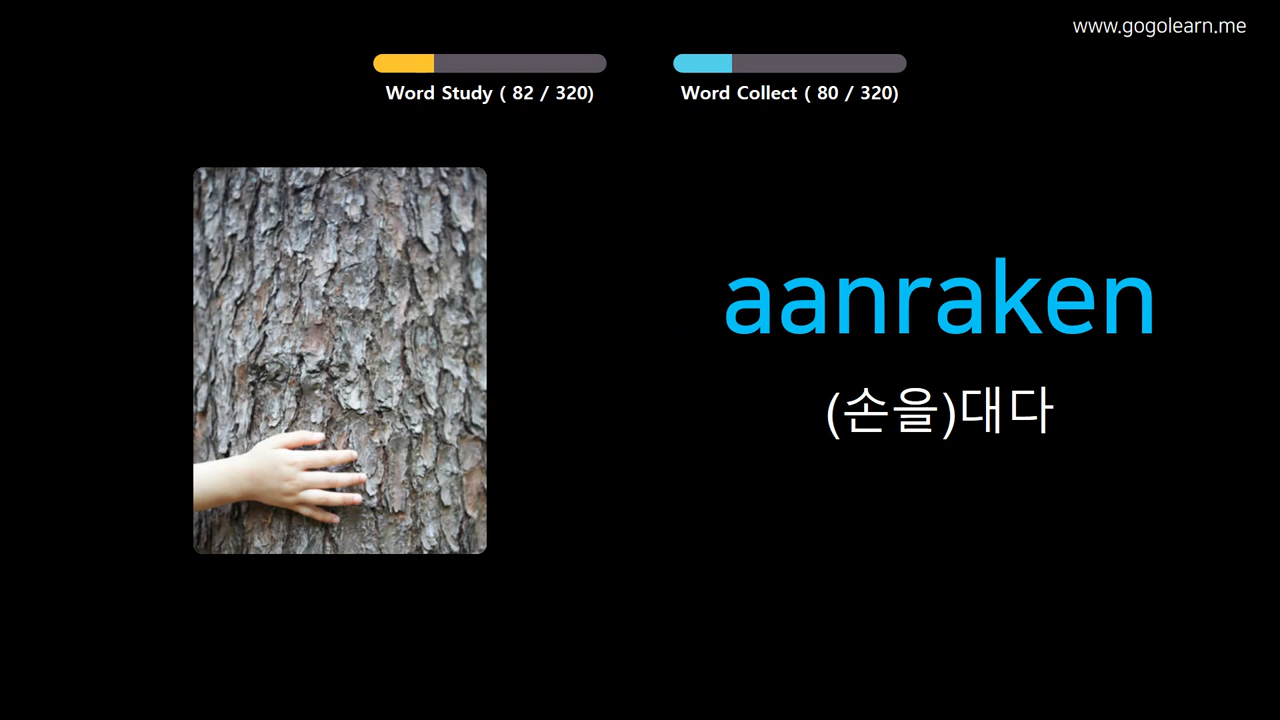 www.gogolearn.me
Word Study ( 82 / 320)
Word Collect ( 80 / 320)
aanraken
(손을)대다